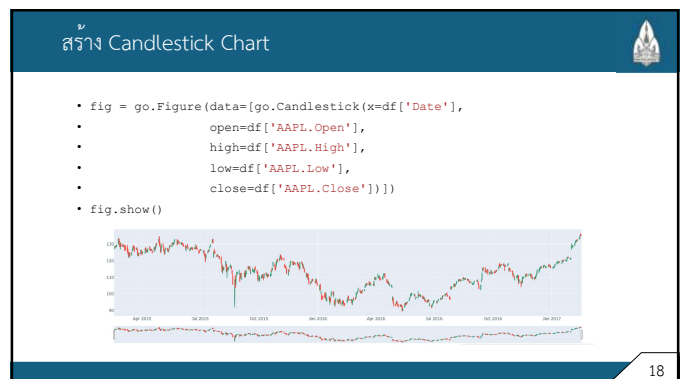 สร้าง Candlestick Chart
• fig = go.Figure(data=[go.Candlestick(x=df['Date'],
• open=df['AAPL.Open'],
• high=df['AAPL.High'],
• low=df['AAPL.Low'],
• close=df['AAPL.Close'])])
• fig.show()
130
120
110
100
90
Apr 2015 Jul 2015 Oct 2015 Jan 2016 Apr 2016 Jul 2016 Oct 2016 Jan 2017
18